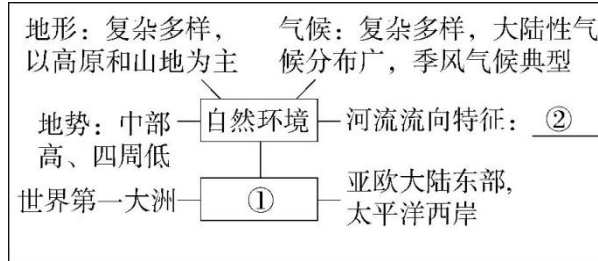 地形：复杂多样，
以高原和山地为主
气候：复杂多样，大陆性气
候分布广，季风气候典型
地势：中部
高、四周低
自然环境
河流流向特征：②
世界第一大洲
①
亚欧大陆东部，
太平洋西岸